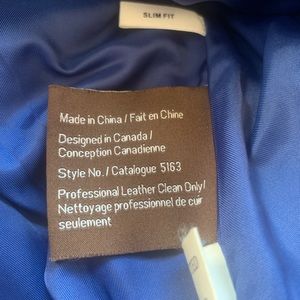 SLIM FIT
Made in China / Fait en Chine
Designed in Canada /
Conception Canadienne
Style No. / Catalogue 5163
Professional Leather Clean Only/
Nettoyage professionnel de cuir
seulement